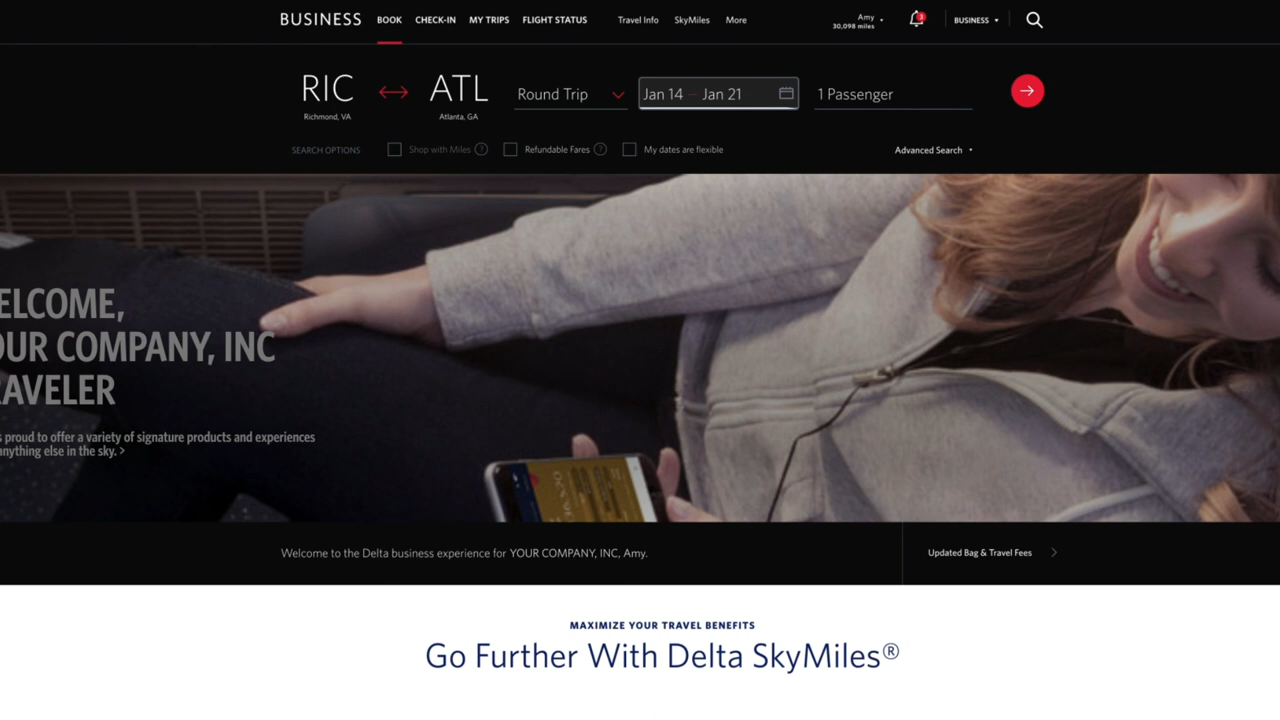 BUSINESS BOOK CHECK-IN MY TRIPS FLIGHT STATUS Travel Info SkyMiles More Amy 3 BUSINESS
30,098 miles
RIC ATL Round Trip Jan 14 – Jan 21 1 Passenger
Richmond, VA Atlanta, GA
SEARCH OPTIONS Shop with Miles ? Refundable Fares ? My dates are flexible Advanced Search
ELCOME,
OUR COMPANY, INC
RAVELER
s proud to offer a variety of signature products and experiences
anything else in the sky. >
Welcome to the Delta business experience for YOUR COMPANY, INC, Amy. Updated Bag & Travel Fees
MAXIMIZE YOUR TRAVEL BENEFITS
Go Further With Delta SkyMiles®